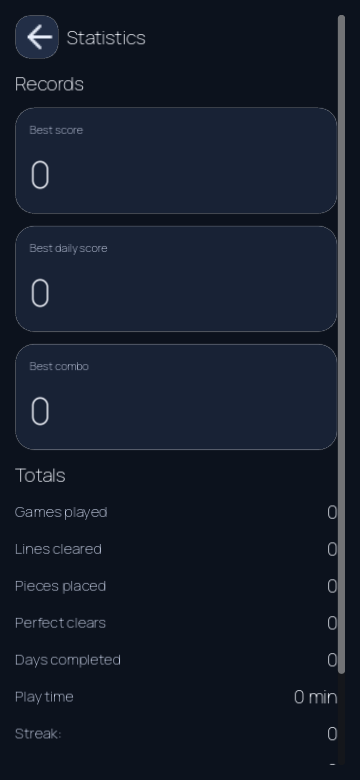 Statistics
Records
Best score
0
Best daily score
0
Best combo
0
Totals
Games played 0
Lines cleared 0
Pieces placed 0
Perfect clears 0
Days completed 0
Play time 0 min
Streak: 0